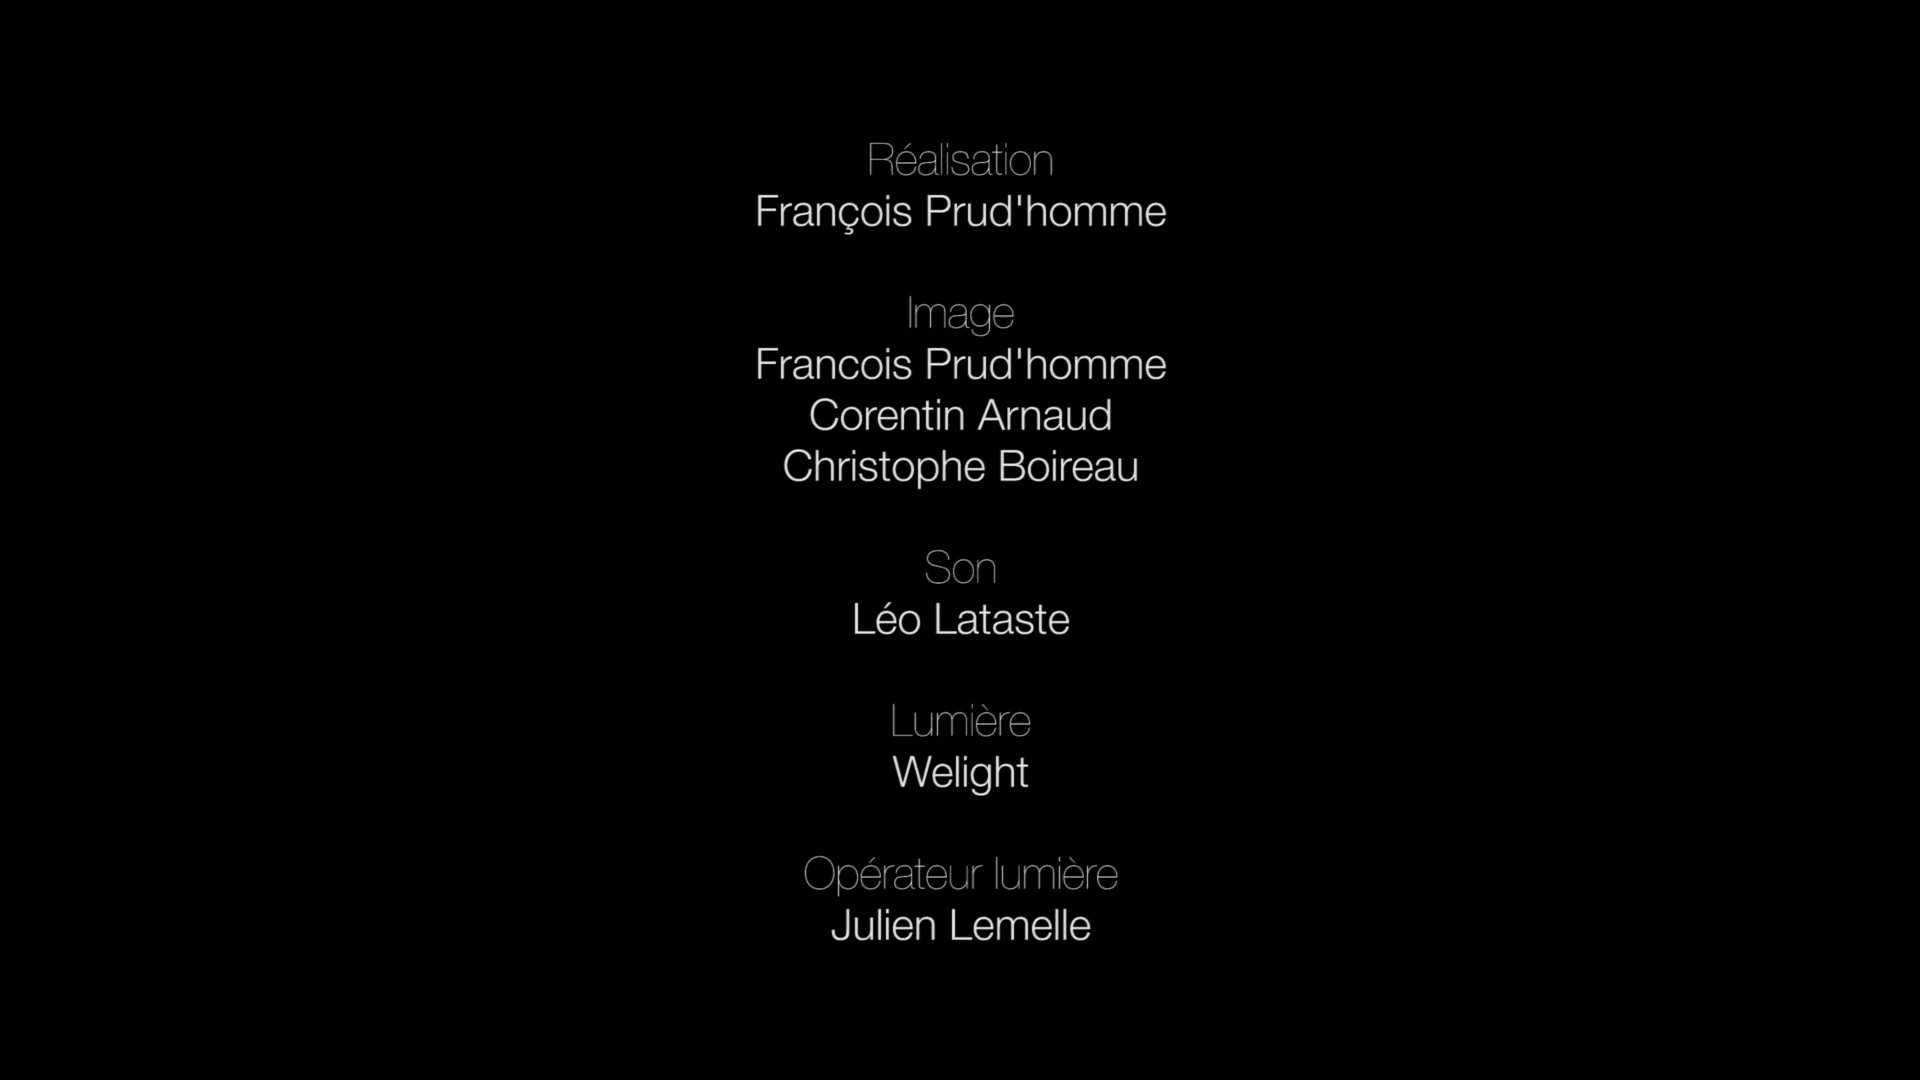 Réalisation
François Prud'homme
Image
Francois Prud'homme
Corentin Arnaud
Christophe Boireau
Son
Léo Lataste
Lumière
Welight
Opérateur lumière
Julien Lemelle